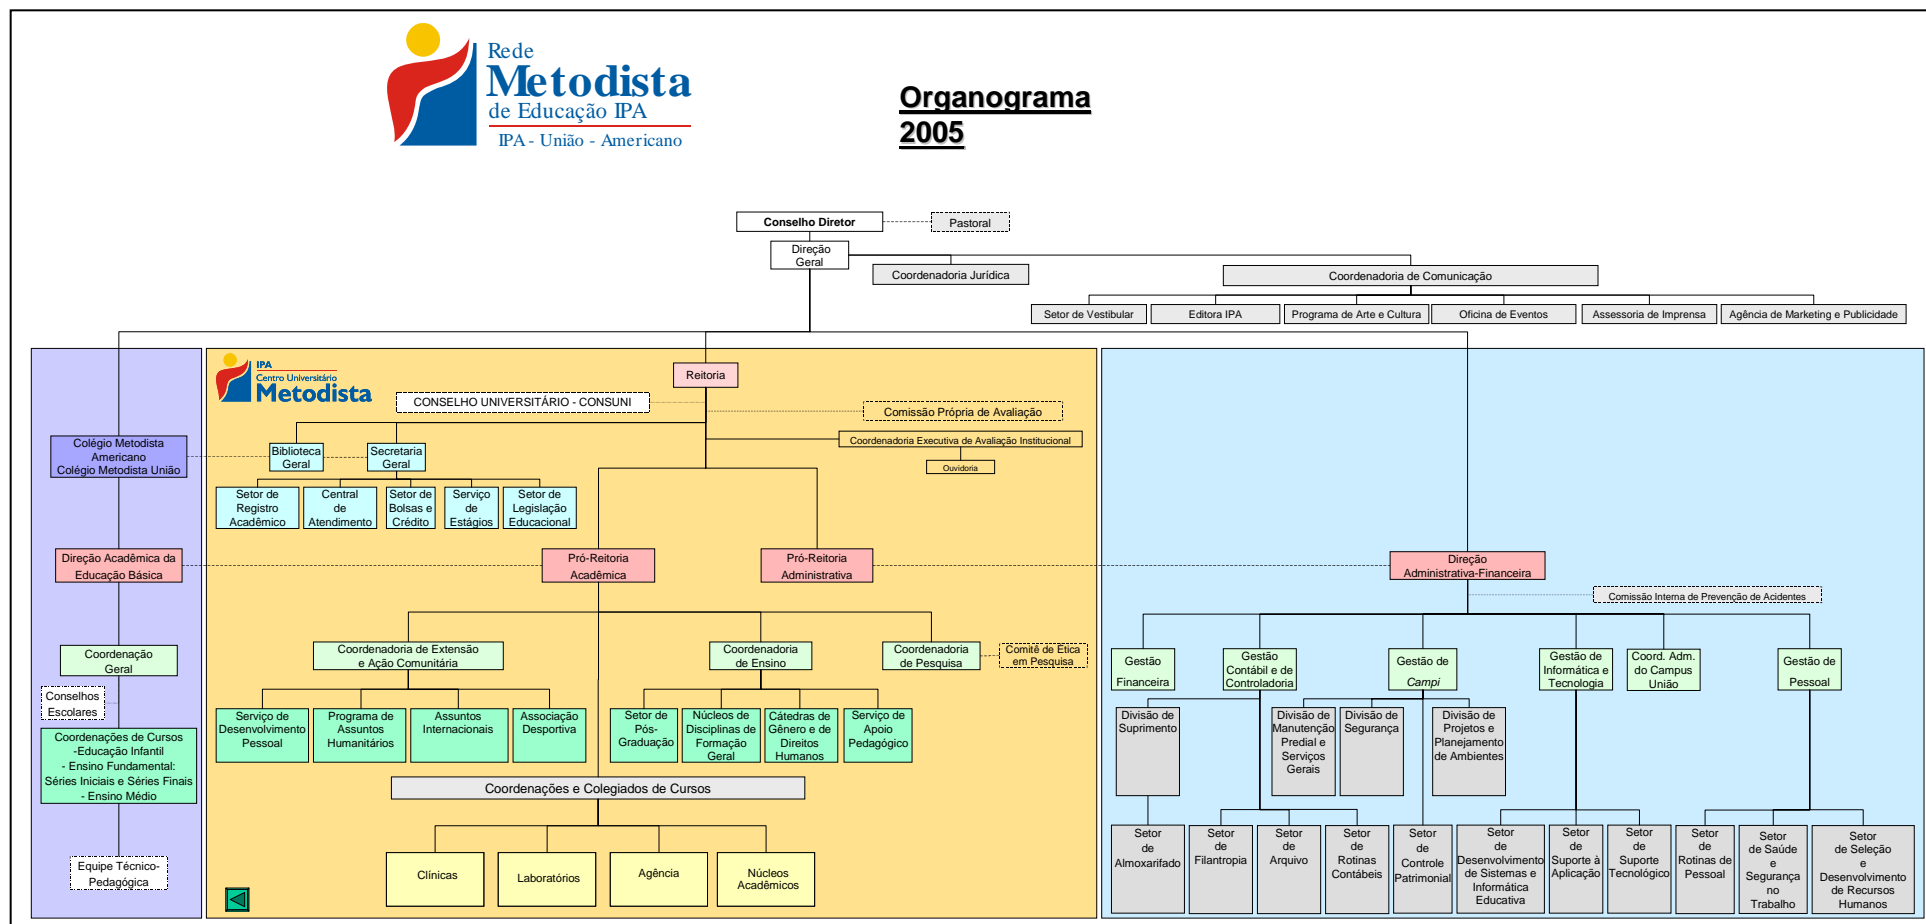 Rede
Metodista
de Educação IPA
IPA - União - Americano
Organograma
2005
Conselho Diretor
Pastoral
Direção
Geral
Coordenadoria Jurídica
Coordenadoria de Comunicação
Setor de Vestibular
Editora IPA
Programa de Arte e Cultura
Oficina de Eventos
Assessoria de Imprensa
Agência de Marketing e Publicidade
IPA
Centro Universitário
Metodista
Reitoria
CONSELHO UNIVERSITÁRIO - CONSUNI
Comissão Própria de Avaliação
Coordenadoria Executiva de Avaliação Institucional
Ouvidoria
Colégio Metodista
Americano
Colégio Metodista União
Biblioteca
Geral
Secretaria
Geral
Setor de
Registro
Acadêmico
Central
de
Atendimento
Setor de
Bolsas e
Crédito
Serviço
de
Estágios
Setor de
Legislação
Educacional
Direção Acadêmica da
Educação Básica
Pró-Reitoria
Acadêmica
Pró-Reitoria
Administrativa
Direção
Administrativa-Financeira
Comissão Interna de Prevenção de Acidentes
Coordenação
Geral
Coordenadoria de Extensão
e Ação Comunitária
Coordenadoria
de Ensino
Coordenadoria
de Pesquisa
Comitê de Ética
em Pesquisa
Gestão
Financeira
Gestão
Contábil e de
Controladoria
Gestão de
Campi
Gestão de
Informática e
Tecnologia
Coord. Adm.
do Campus
União
Gestão de
Pessoal
Conselhos
Escolares
Serviço de
Desenvolvimento
Pessoal
Programa de
Assuntos
Humanitários
Assuntos
Internacionais
Associação
Desportiva
Setor de
Pós-
Graduação
Núcleos de
Disciplinas de
Formação
Geral
Cátedras de
Gênero e de
Direitos
Humanos
Serviço de
Apoio
Pedagógico
Divisão de
Suprimento
Divisão de
Manutenção
Predial e
Serviços
Gerais
Divisão de
Segurança
Divisão de
Projetos e
Planejamento
de Ambientes
Coordenações de Cursos
-Educação Infantil
- Ensino Fundamental:
Séries Iniciais e Séries Finais
- Ensino Médio
Coordenações e Colegiados de Cursos
Equipe Técnico-
Pedagógica
Clínicas
Laboratórios
Agência
Núcleos
Acadêmicos
Setor
de
Almoxarifado
Setor
de
Filantropia
Setor
de
Arquivo
Setor
de
Rotinas
Contábeis
Setor
de
Controle
Patrimonial
Setor
de
Desenvolvimento
de Sistemas e
Informática
Educativa
Setor
de
Suporte à
Aplicação
Setor
de
Suporte
Tecnológico
Setor
de
Rotinas de
Pessoal
Setor
de Saúde
e
Segurança
no
Trabalho
Setor
de Seleção
e
Desenvolvimento
de Recursos
Humanos